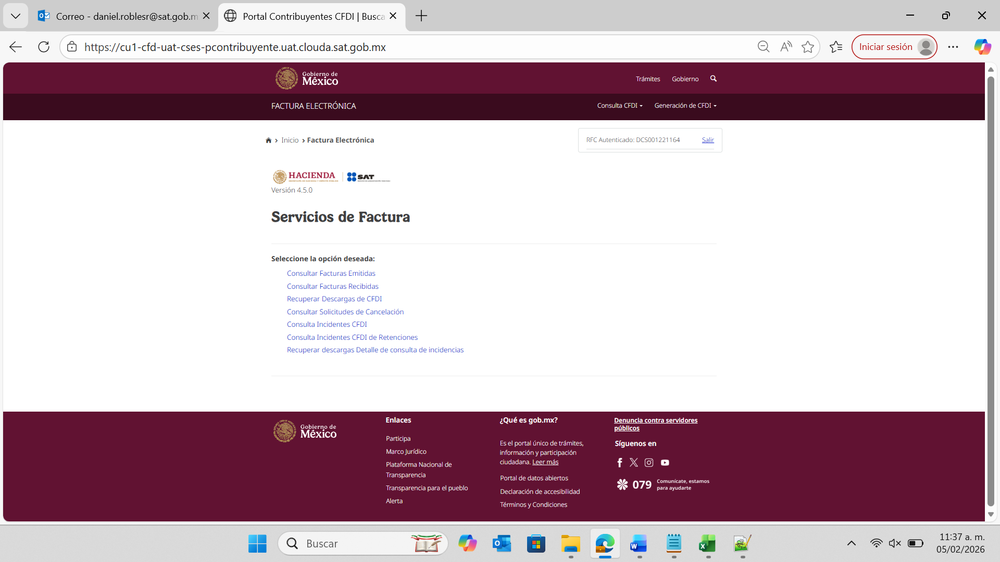 Correo - daniel.roblesr@sat.gob.m
Portal Contribuyentes CFDI | Busca
https://cu1-cfd-uat-cses-pcontribuyente.uat.clouda.sat.gob.mx
Iniciar sesión
Gobierno de
México
Trámites
Gobierno
FACTURA ELECTRÓNICA
Consulta CFDI
Generación de CFDI
Inicio
Factura Electrónica
RFC Autenticado: DCS001221164
Salir
HACIENDA
SAT
Versión 4.5.0
Servicios de Factura
Seleccione la opción deseada:
Consultar Facturas Emitidas
Consultar Facturas Recibidas
Recuperar Descargas de CFDI
Consultar Solicitudes de Cancelación
Consulta Incidentes CFDI
Consulta Incidentes CFDI de Retenciones
Recuperar descargas Detalle de consulta de incidencias
Gobierno de
México
Enlaces
Participa
Marco Jurídico
Plataforma Nacional de
Transparencia
Transparencia para el pueblo
Alerta
¿Qué es gob.mx?
Es el portal único de trámites,
información y participación
ciudadana. Leer más
Portal de datos abiertos
Declaración de accesibilidad
Términos y Condiciones
Denuncia contra servidores
públicos
Síguenos en
079
Comunícate, estamos
para ayudarte
Buscar
11:37 a. m.
05/02/2026